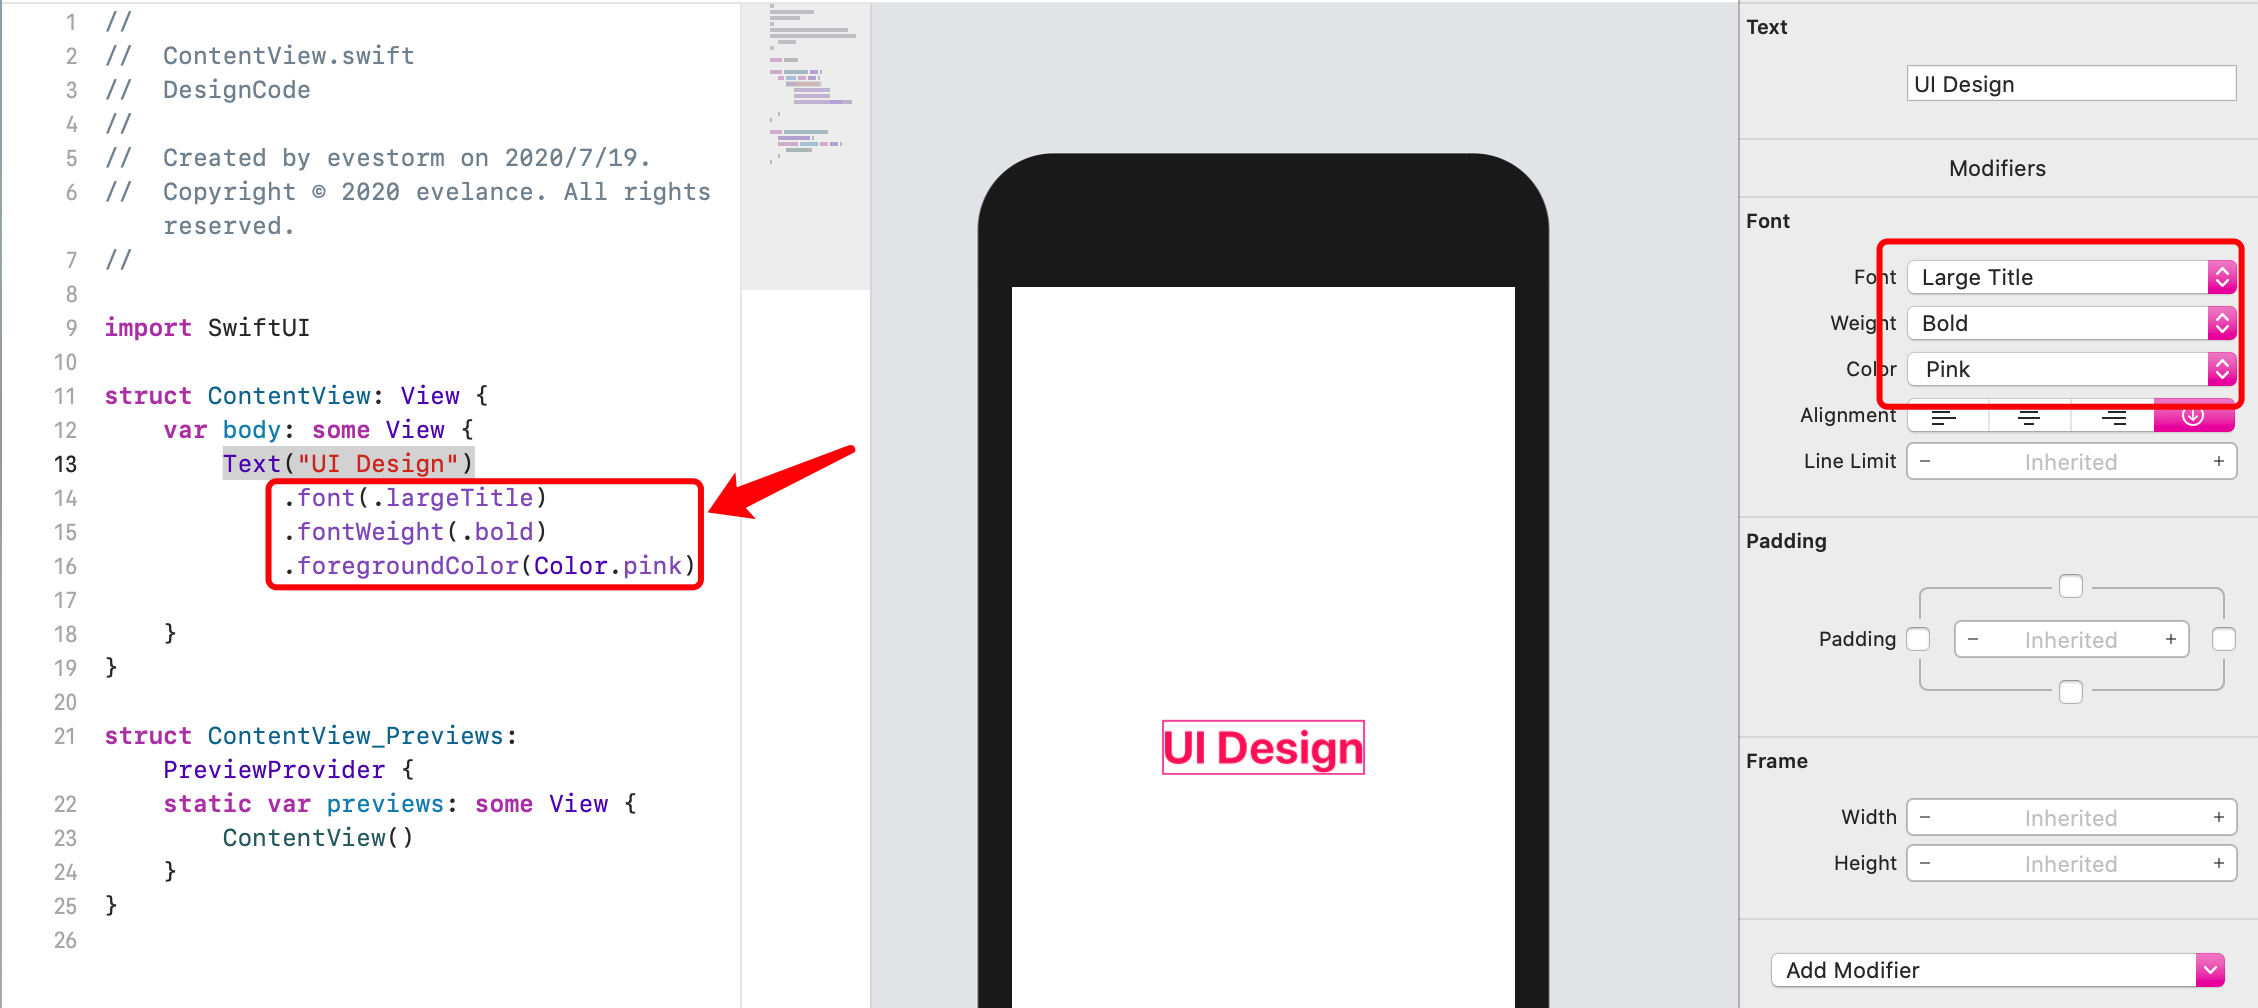 1 //
2 //  ContentView.swift
3 //  DesignCode
4 //
5 //  Created by evestorm on 2020/7/19.
6 //  Copyright © 2020 evelance. All rights
reserved.
7 //
8
9 import SwiftUI
10
11 struct ContentView: View {
12     var body: some View {
13         Text("UI Design")
14             .font(.largeTitle)
15             .fontWeight(.bold)
16             .foregroundColor(Color.pink)
17
18     }
19 }
20
21 struct ContentView_Previews:
PreviewProvider {
22     static var previews: some View {
23         ContentView()
24     }
25 }
26
UI Design
Text
UI Design
Modifiers
Font
Font Large Title
Weight Bold
Color Pink
Alignment
Line Limit − Inherited +
Padding
Padding − Inherited +
Frame
Width − Inherited +
Height − Inherited +
Add Modifier